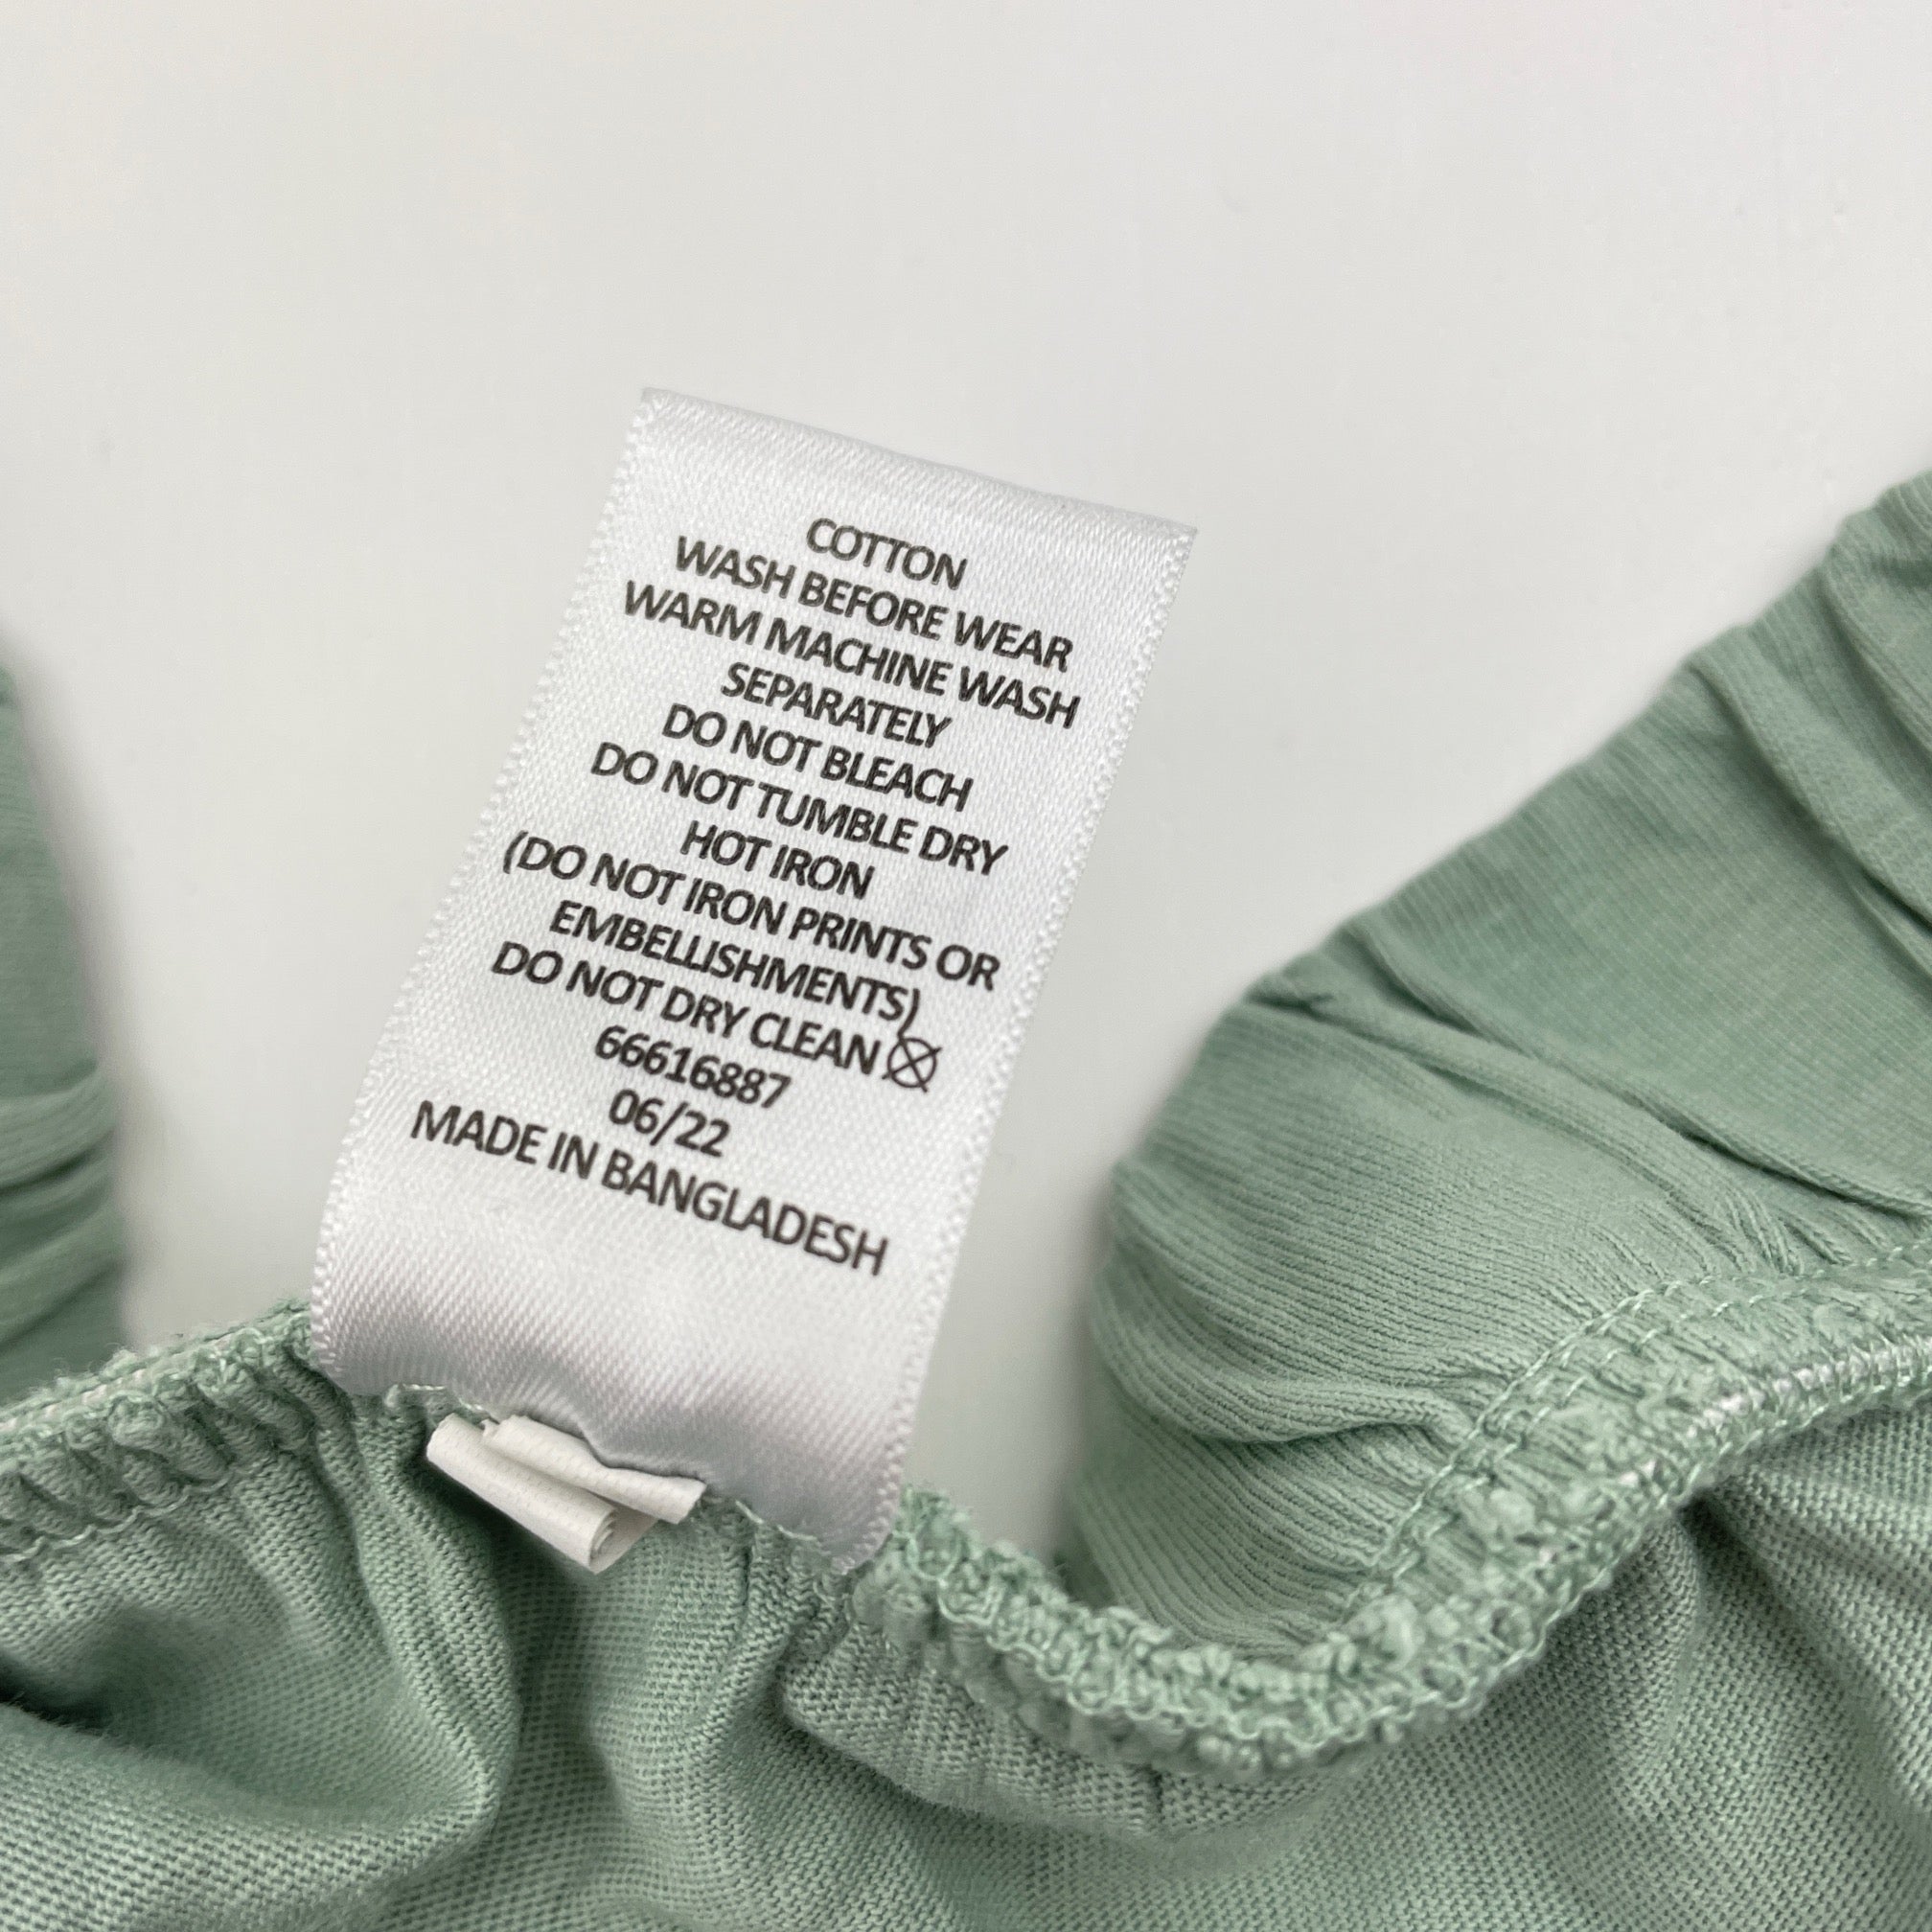 COTTON
WASH BEFORE WEAR
WARM MACHINE WASH
SEPARATELY
DO NOT BLEACH
DO NOT TUMBLE DRY
HOT IRON
(DO NOT IRON PRINTS OR
EMBELLISHMENTS)
DO NOT DRY CLEAN
66616887
06/22
MADE IN BANGLADESH